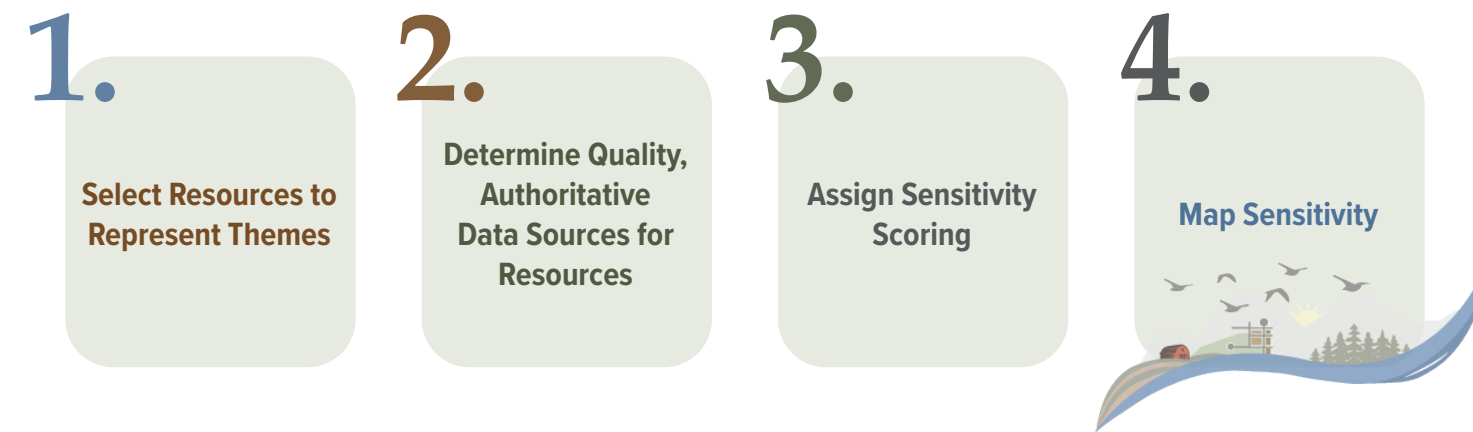 1.
Select Resources to
Represent Themes
2.
Determine Quality,
Authoritative
Data Sources for
Resources
3.
Assign Sensitivity
Scoring
4.
Map Sensitivity